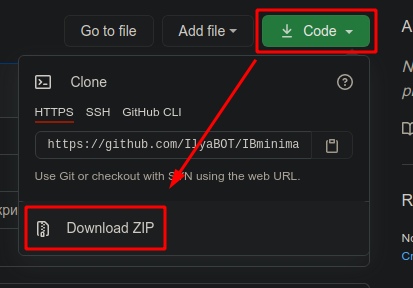 Go to file Add file Code A
N
Clone p
HTTPS SSH GitHub CLI
https://github.com/IlyaBOT/IBminima
Use Git or checkout with SVN using the web URL.
R
кри Download ZIP
No
Cr